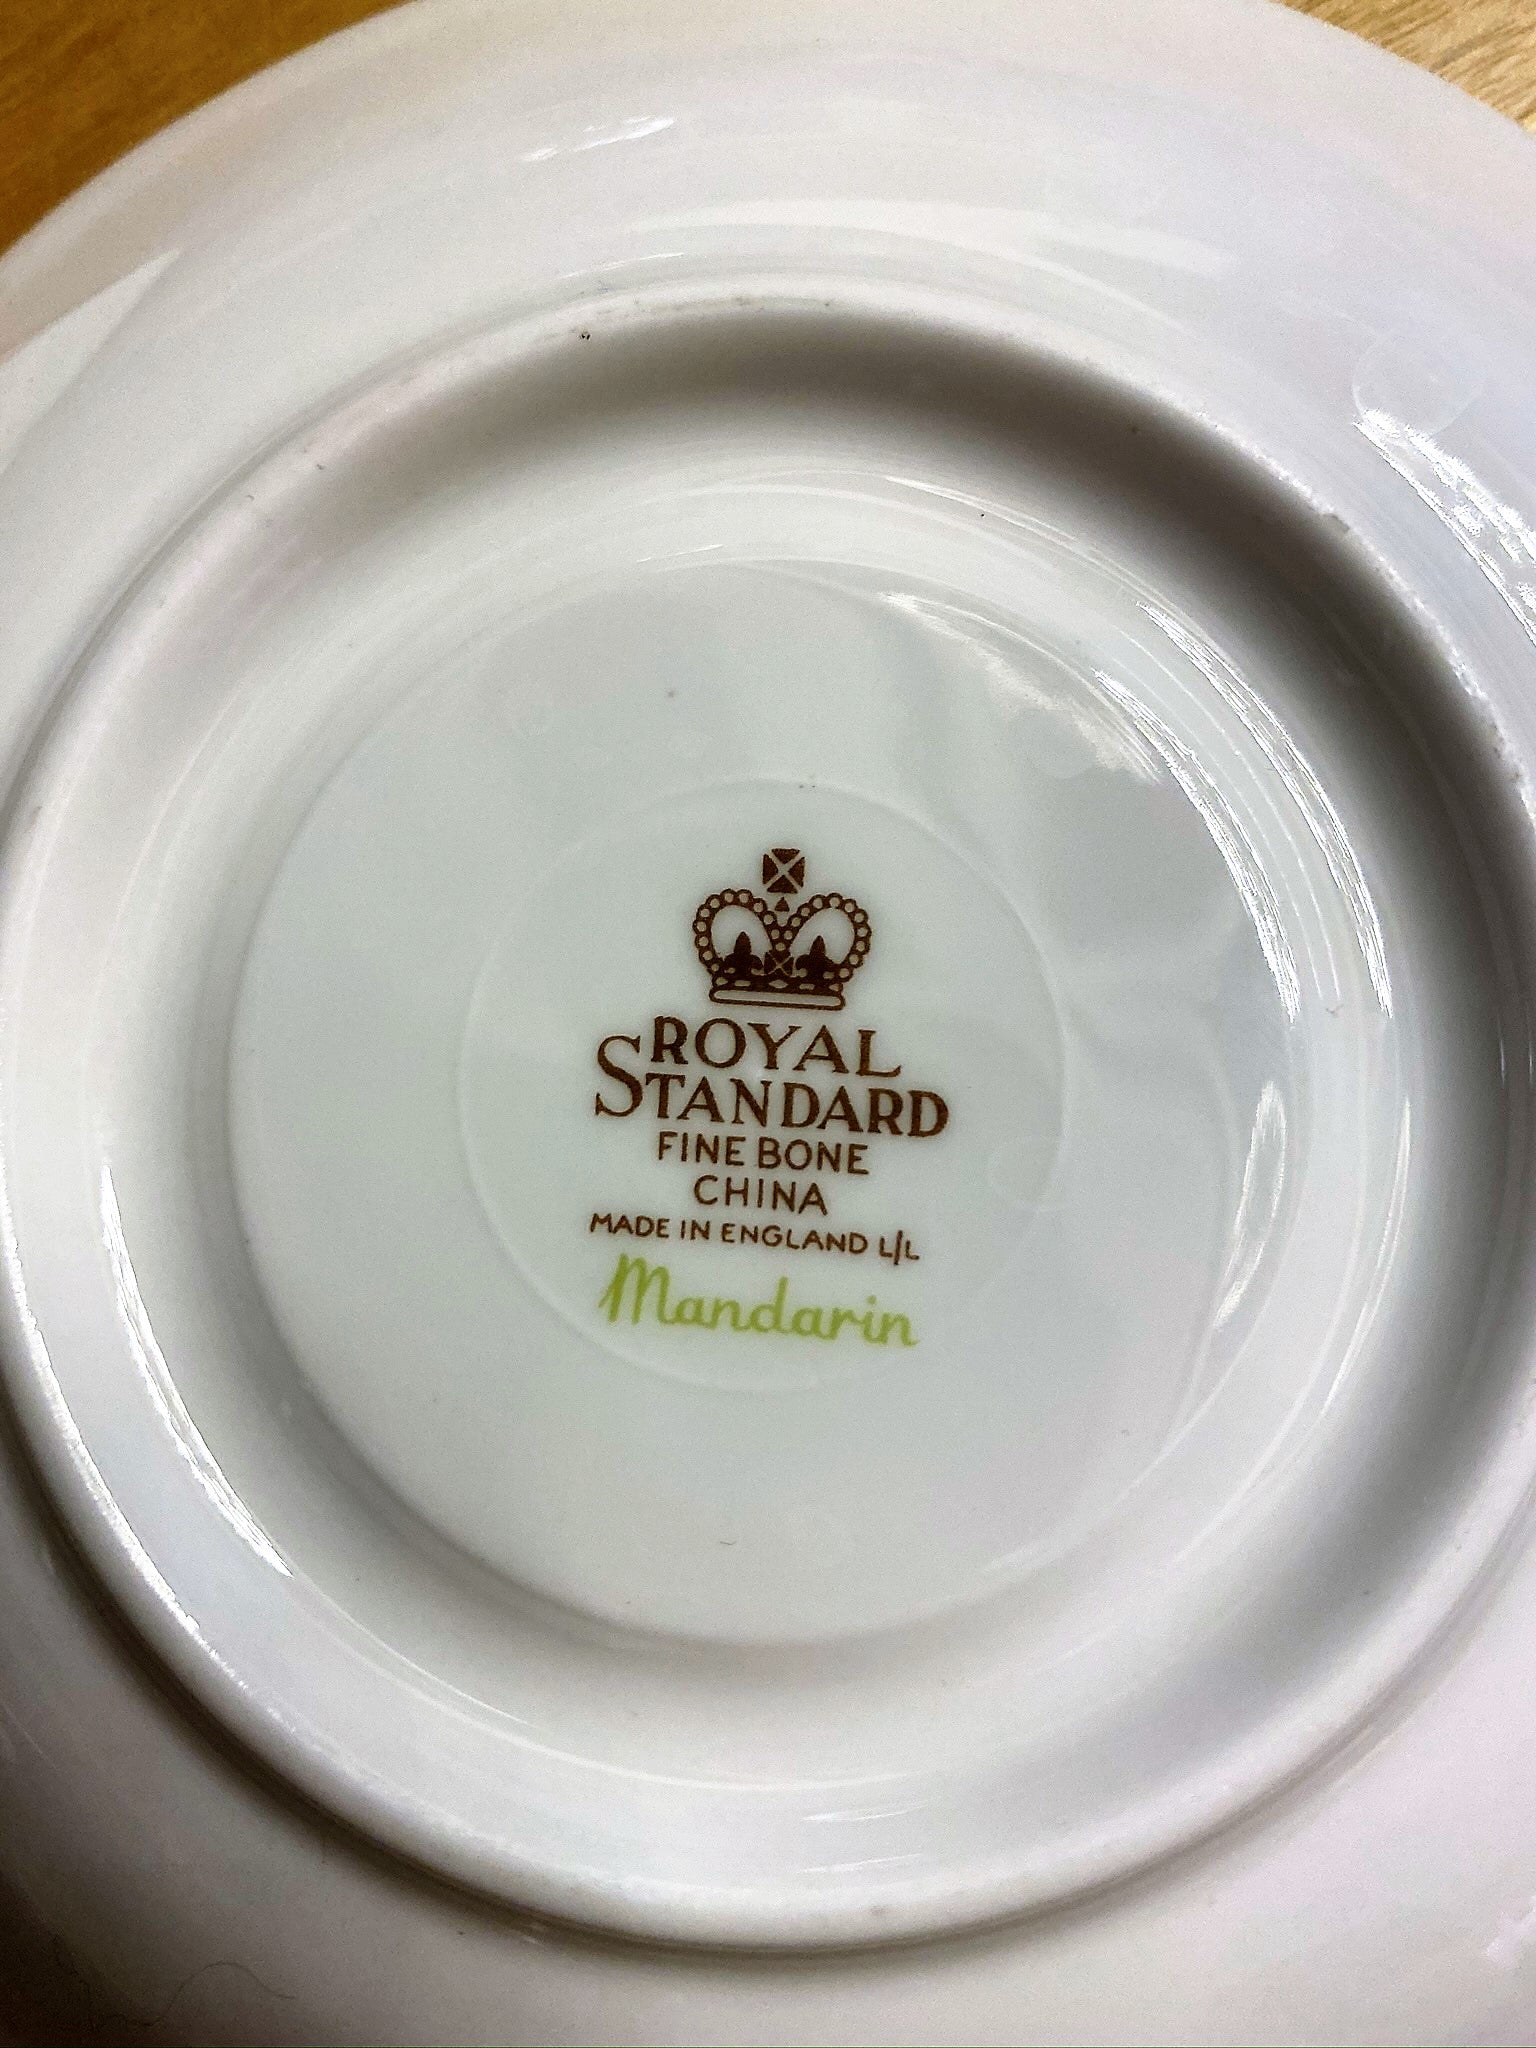 ROYAL
STANDARD
FINE BONE
CHINA
MADE IN ENGLAND L/L
Mandarin